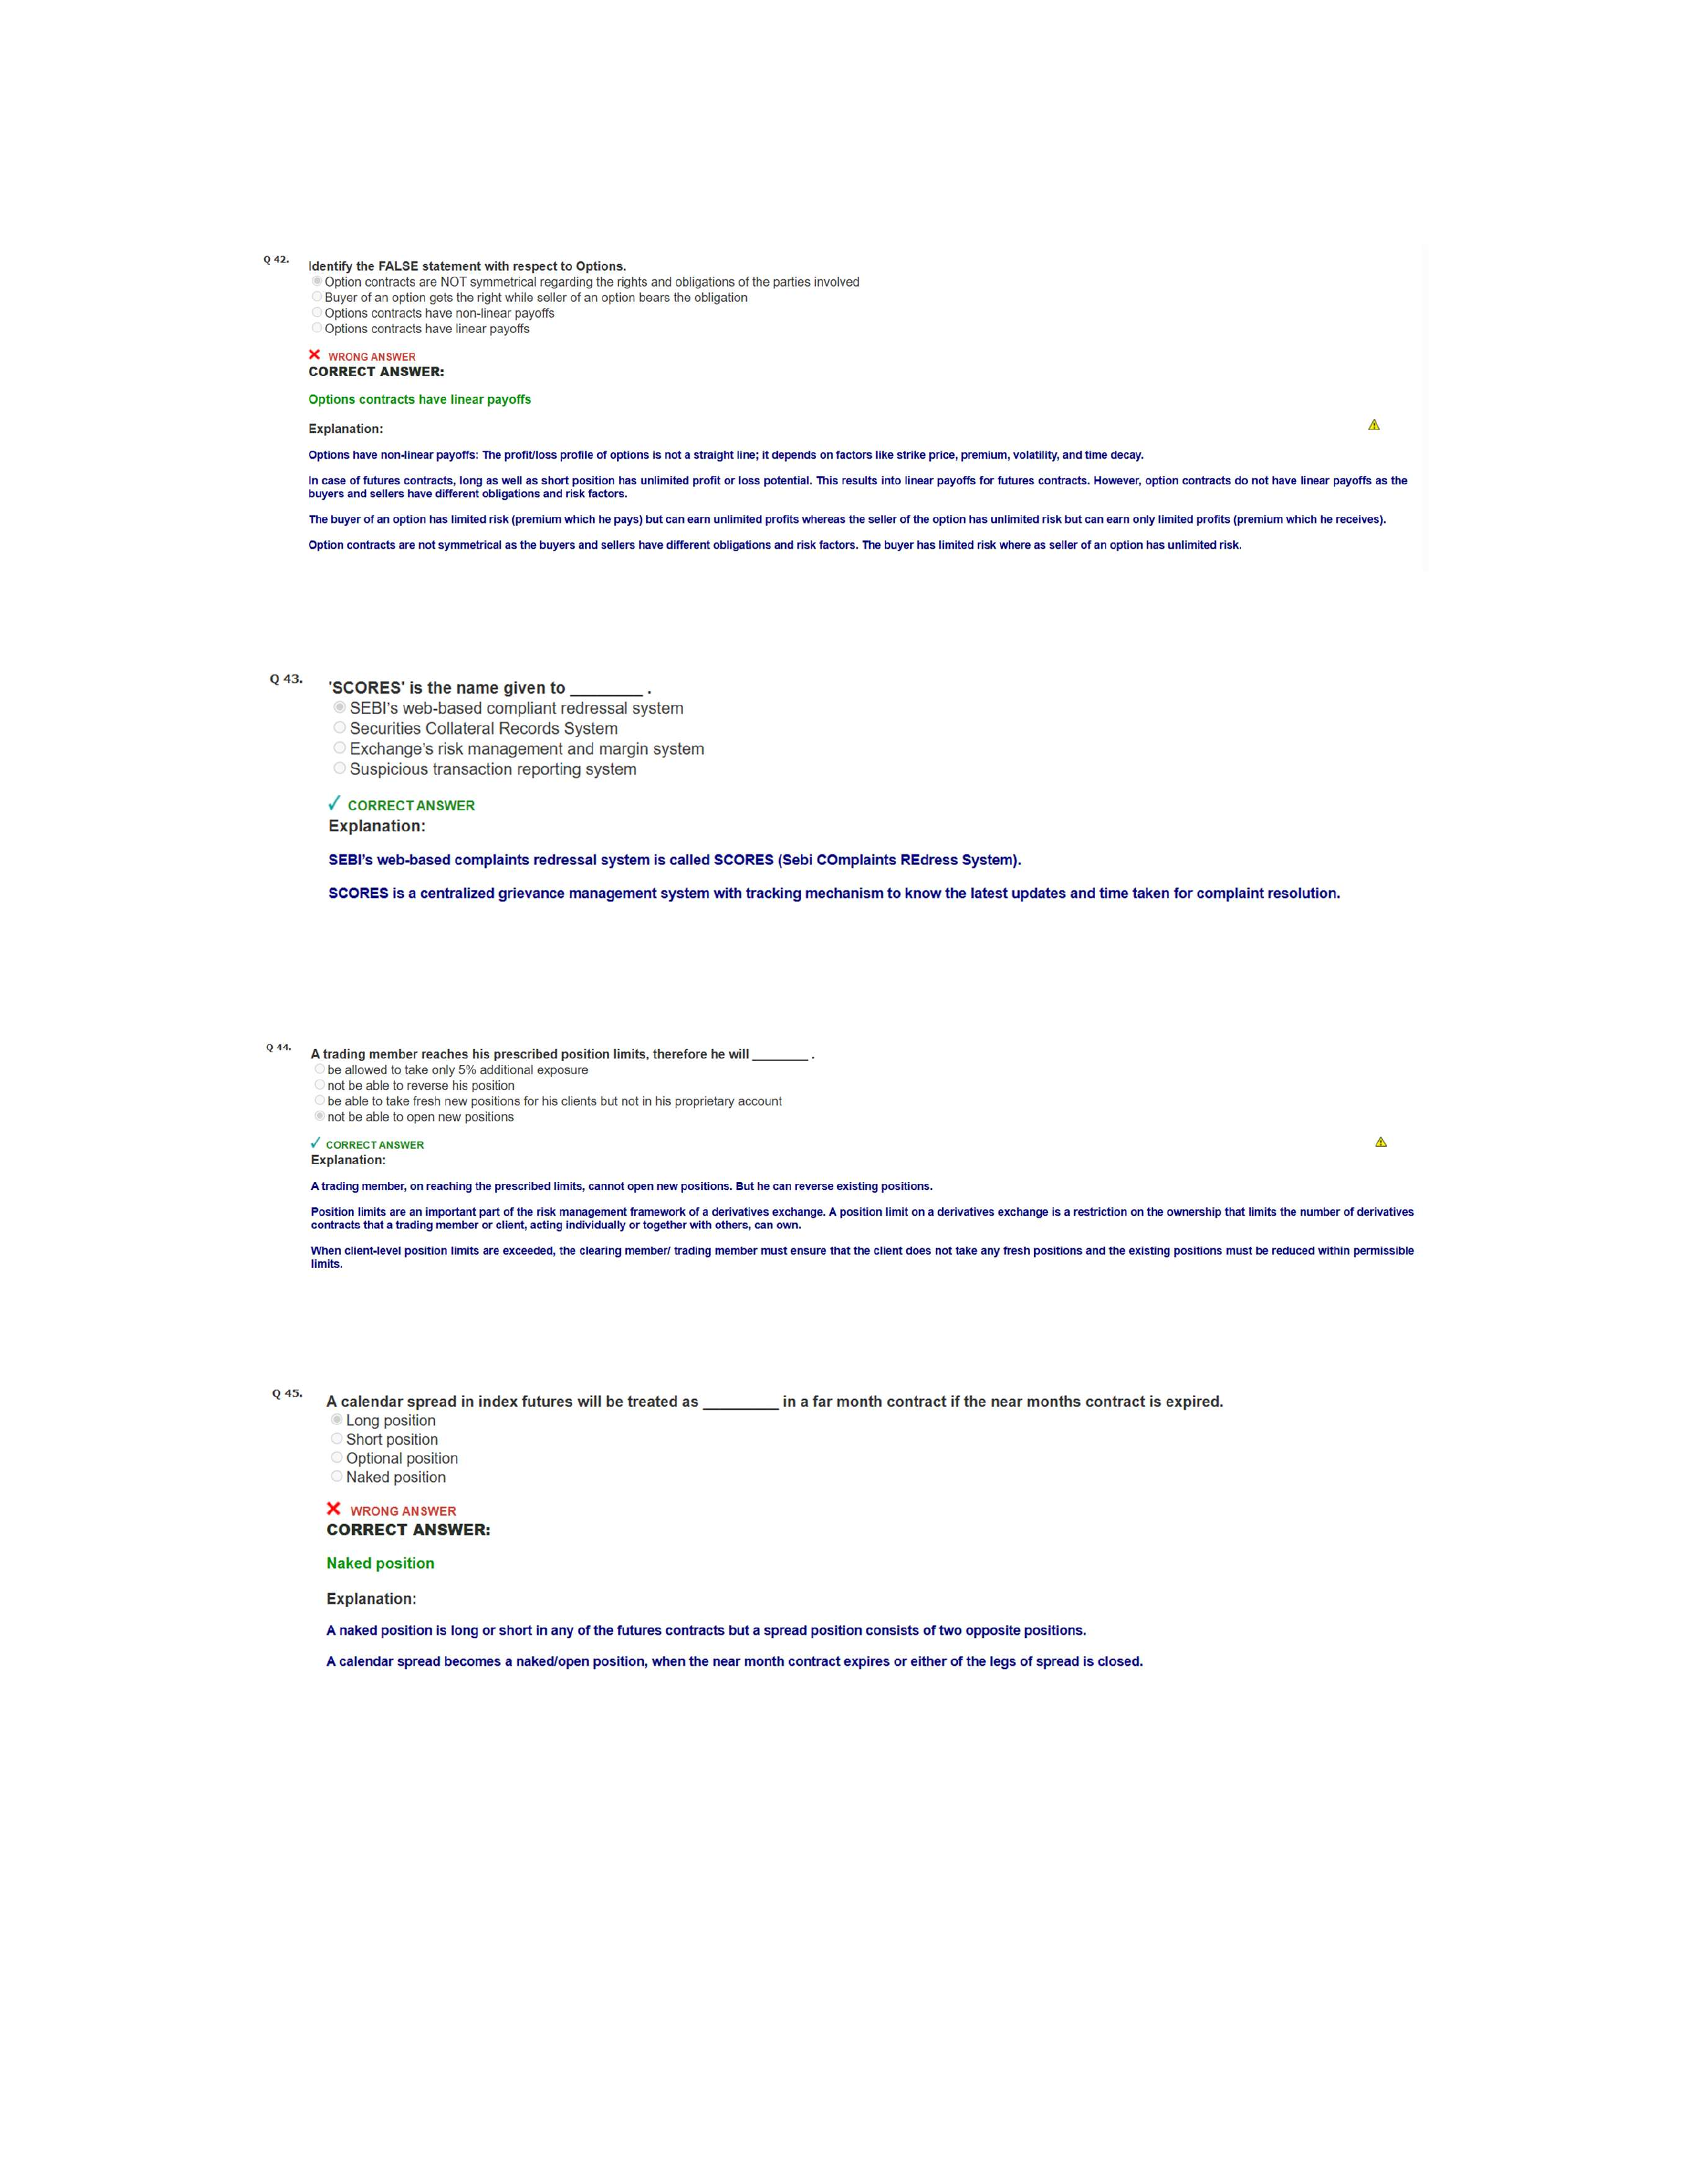 Q 42.
Identify the FALSE statement with respect to Options.
Option contracts are NOT symmetrical regarding the rights and obligations of the parties involved
Buyer of an option gets the right while seller of an option bears the obligation
Options contracts have non-linear payoffs
Options contracts have linear payoffs
WRONG ANSWER
CORRECT ANSWER:
Options contracts have linear payoffs
Explanation:
Options have non-linear payoffs: The profit/loss profile of options is not a straight line; it depends on factors like strike price, premium, volatility, and time decay.
In case of futures contracts, long as well as short position has unlimited profit or loss potential. This results into linear payoffs for futures contracts. However, option contracts do not have linear payoffs as the
buyers and sellers have different obligations and risk factors.
The buyer of an option has limited risk (premium which he pays) but can earn unlimited profits whereas the seller of the option has unlimited risk but can earn only limited profits (premium which he receives).
Option contracts are not symmetrical as the buyers and sellers have different obligations and risk factors. The buyer has limited risk where as seller of an option has unlimited risk.
Q 43.
'SCORES' is the name given to ________ .
SEBI's web-based compliant redressal system
Securities Collateral Records System
Exchange's risk management and margin system
Suspicious transaction reporting system
✓ CORRECT ANSWER
Explanation:
SEBI's web-based complaints redressal system is called SCORES (Sebi COmplaints REdress System).
SCORES is a centralized grievance management system with tracking mechanism to know the latest updates and time taken for complaint resolution.
Q 44.
A trading member reaches his prescribed position limits, therefore he will ________ .
be allowed to take only 5% additional exposure
not be able to reverse his position
be able to take fresh new positions for his clients but not in his proprietary account
not be able to open new positions
✓ CORRECT ANSWER
Explanation:
A trading member, on reaching the prescribed limits, cannot open new positions. But he can reverse existing positions.
Position limits are an important part of the risk management framework of a derivatives exchange. A position limit on a derivatives exchange is a restriction on the ownership that limits the number of derivatives
contracts that a trading member or client, acting individually or together with others, can own.
When client-level position limits are exceeded, the clearing member/ trading member must ensure that the client does not take any fresh positions and the existing positions must be reduced within permissible
limits.
Q 45.
A calendar spread in index futures will be treated as ________ in a far month contract if the near months contract is expired.
Long position
Short position
Optional position
Naked position
WRONG ANSWER
CORRECT ANSWER:
Naked position
Explanation:
A naked position is long or short in any of the futures contracts but a spread position consists of two opposite positions.
A calendar spread becomes a naked/open position, when the near month contract expires or either of the legs of spread is closed.